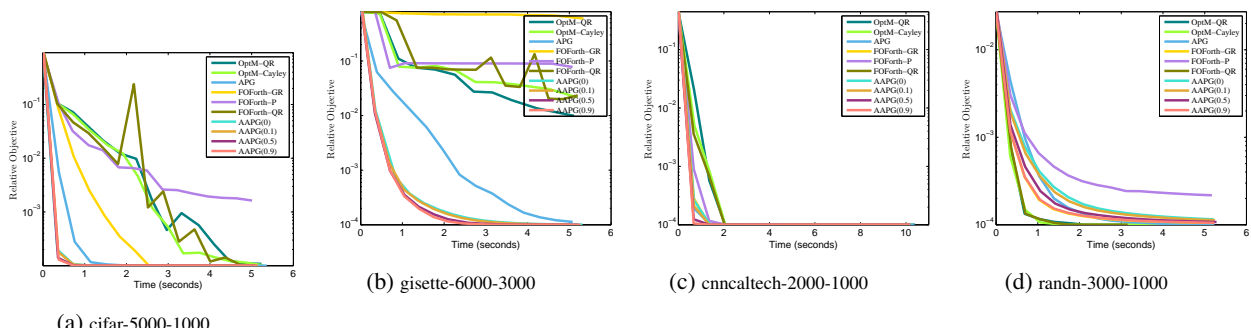 Relative Objective
10^-1
10^-2
10^-3
0 1 2 3 4 5 6
Time (seconds)
OptM-QR
OptM-Cayley
APG
FOForth-GR
FOForth-P
FOForth-QR
AAPG(0)
AAPG(0.1)
AAPG(0.5)
AAPG(0.9)
(a) cifar-5000-1000
Relative Objective
10^-1
10^-2
10^-3
10^-4
0 1 2 3 4 5 6
Time (seconds)
OptM-QR
OptM-Cayley
APG
FOForth-GR
FOForth-P
FOForth-QR
AAPG(0)
AAPG(0.1)
AAPG(0.5)
AAPG(0.9)
(b) gisette-6000-3000
Relative Objective
10^-1
10^-2
10^-3
10^-4
0 2 4 6 8 10
Time (seconds)
OptM-QR
OptM-Cayley
APG
FOForth-GR
FOForth-P
FOForth-QR
AAPG(0)
AAPG(0.1)
AAPG(0.5)
AAPG(0.9)
(c) cnncaltech-2000-1000
Relative Objective
10^-2
10^-3
10^-4
0 1 2 3 4 5 6
Time (seconds)
OptM-QR
OptM-Cayley
APG
FOForth-GR
FOForth-P
FOForth-QR
AAPG(0)
AAPG(0.1)
AAPG(0.5)
AAPG(0.9)
(d) randn-3000-1000